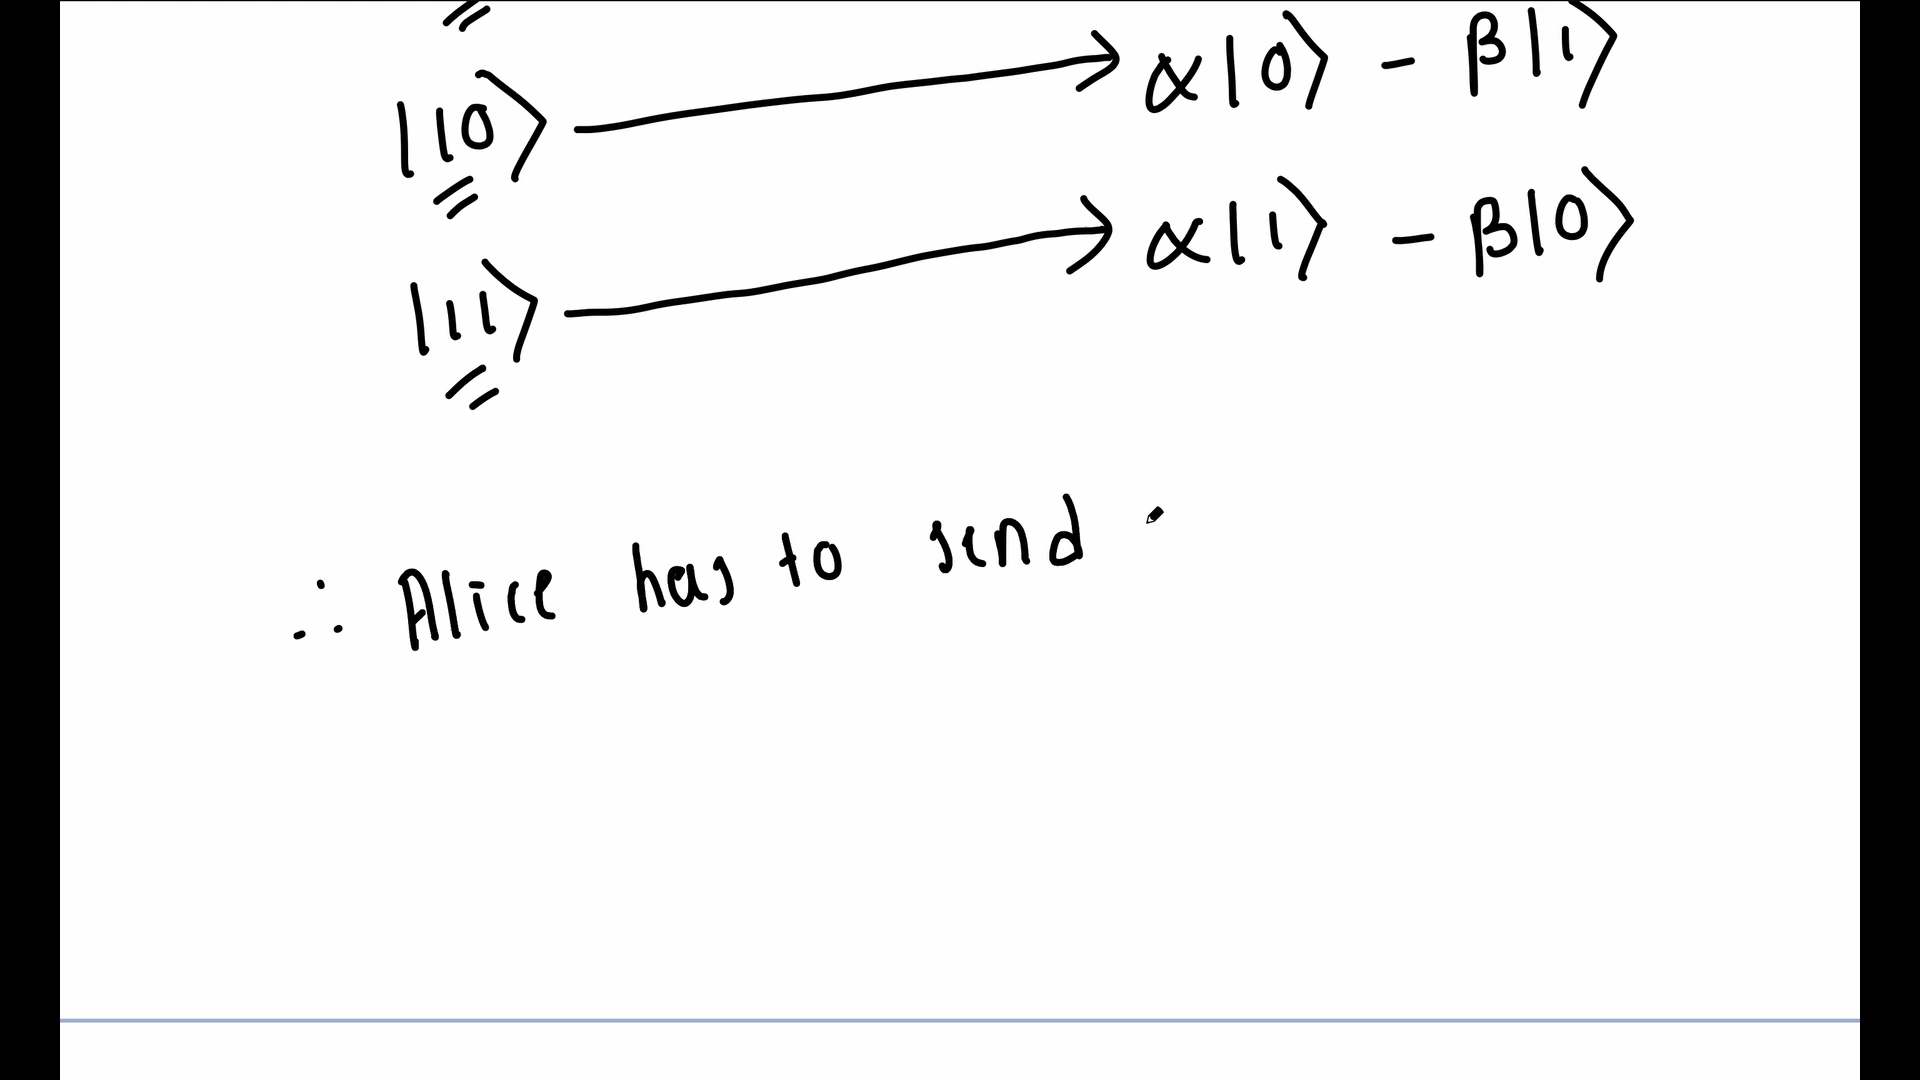 |10⟩ → α|0⟩ - β|1⟩
|11⟩ → α|1⟩ - β|0⟩
∴ Alice has to send